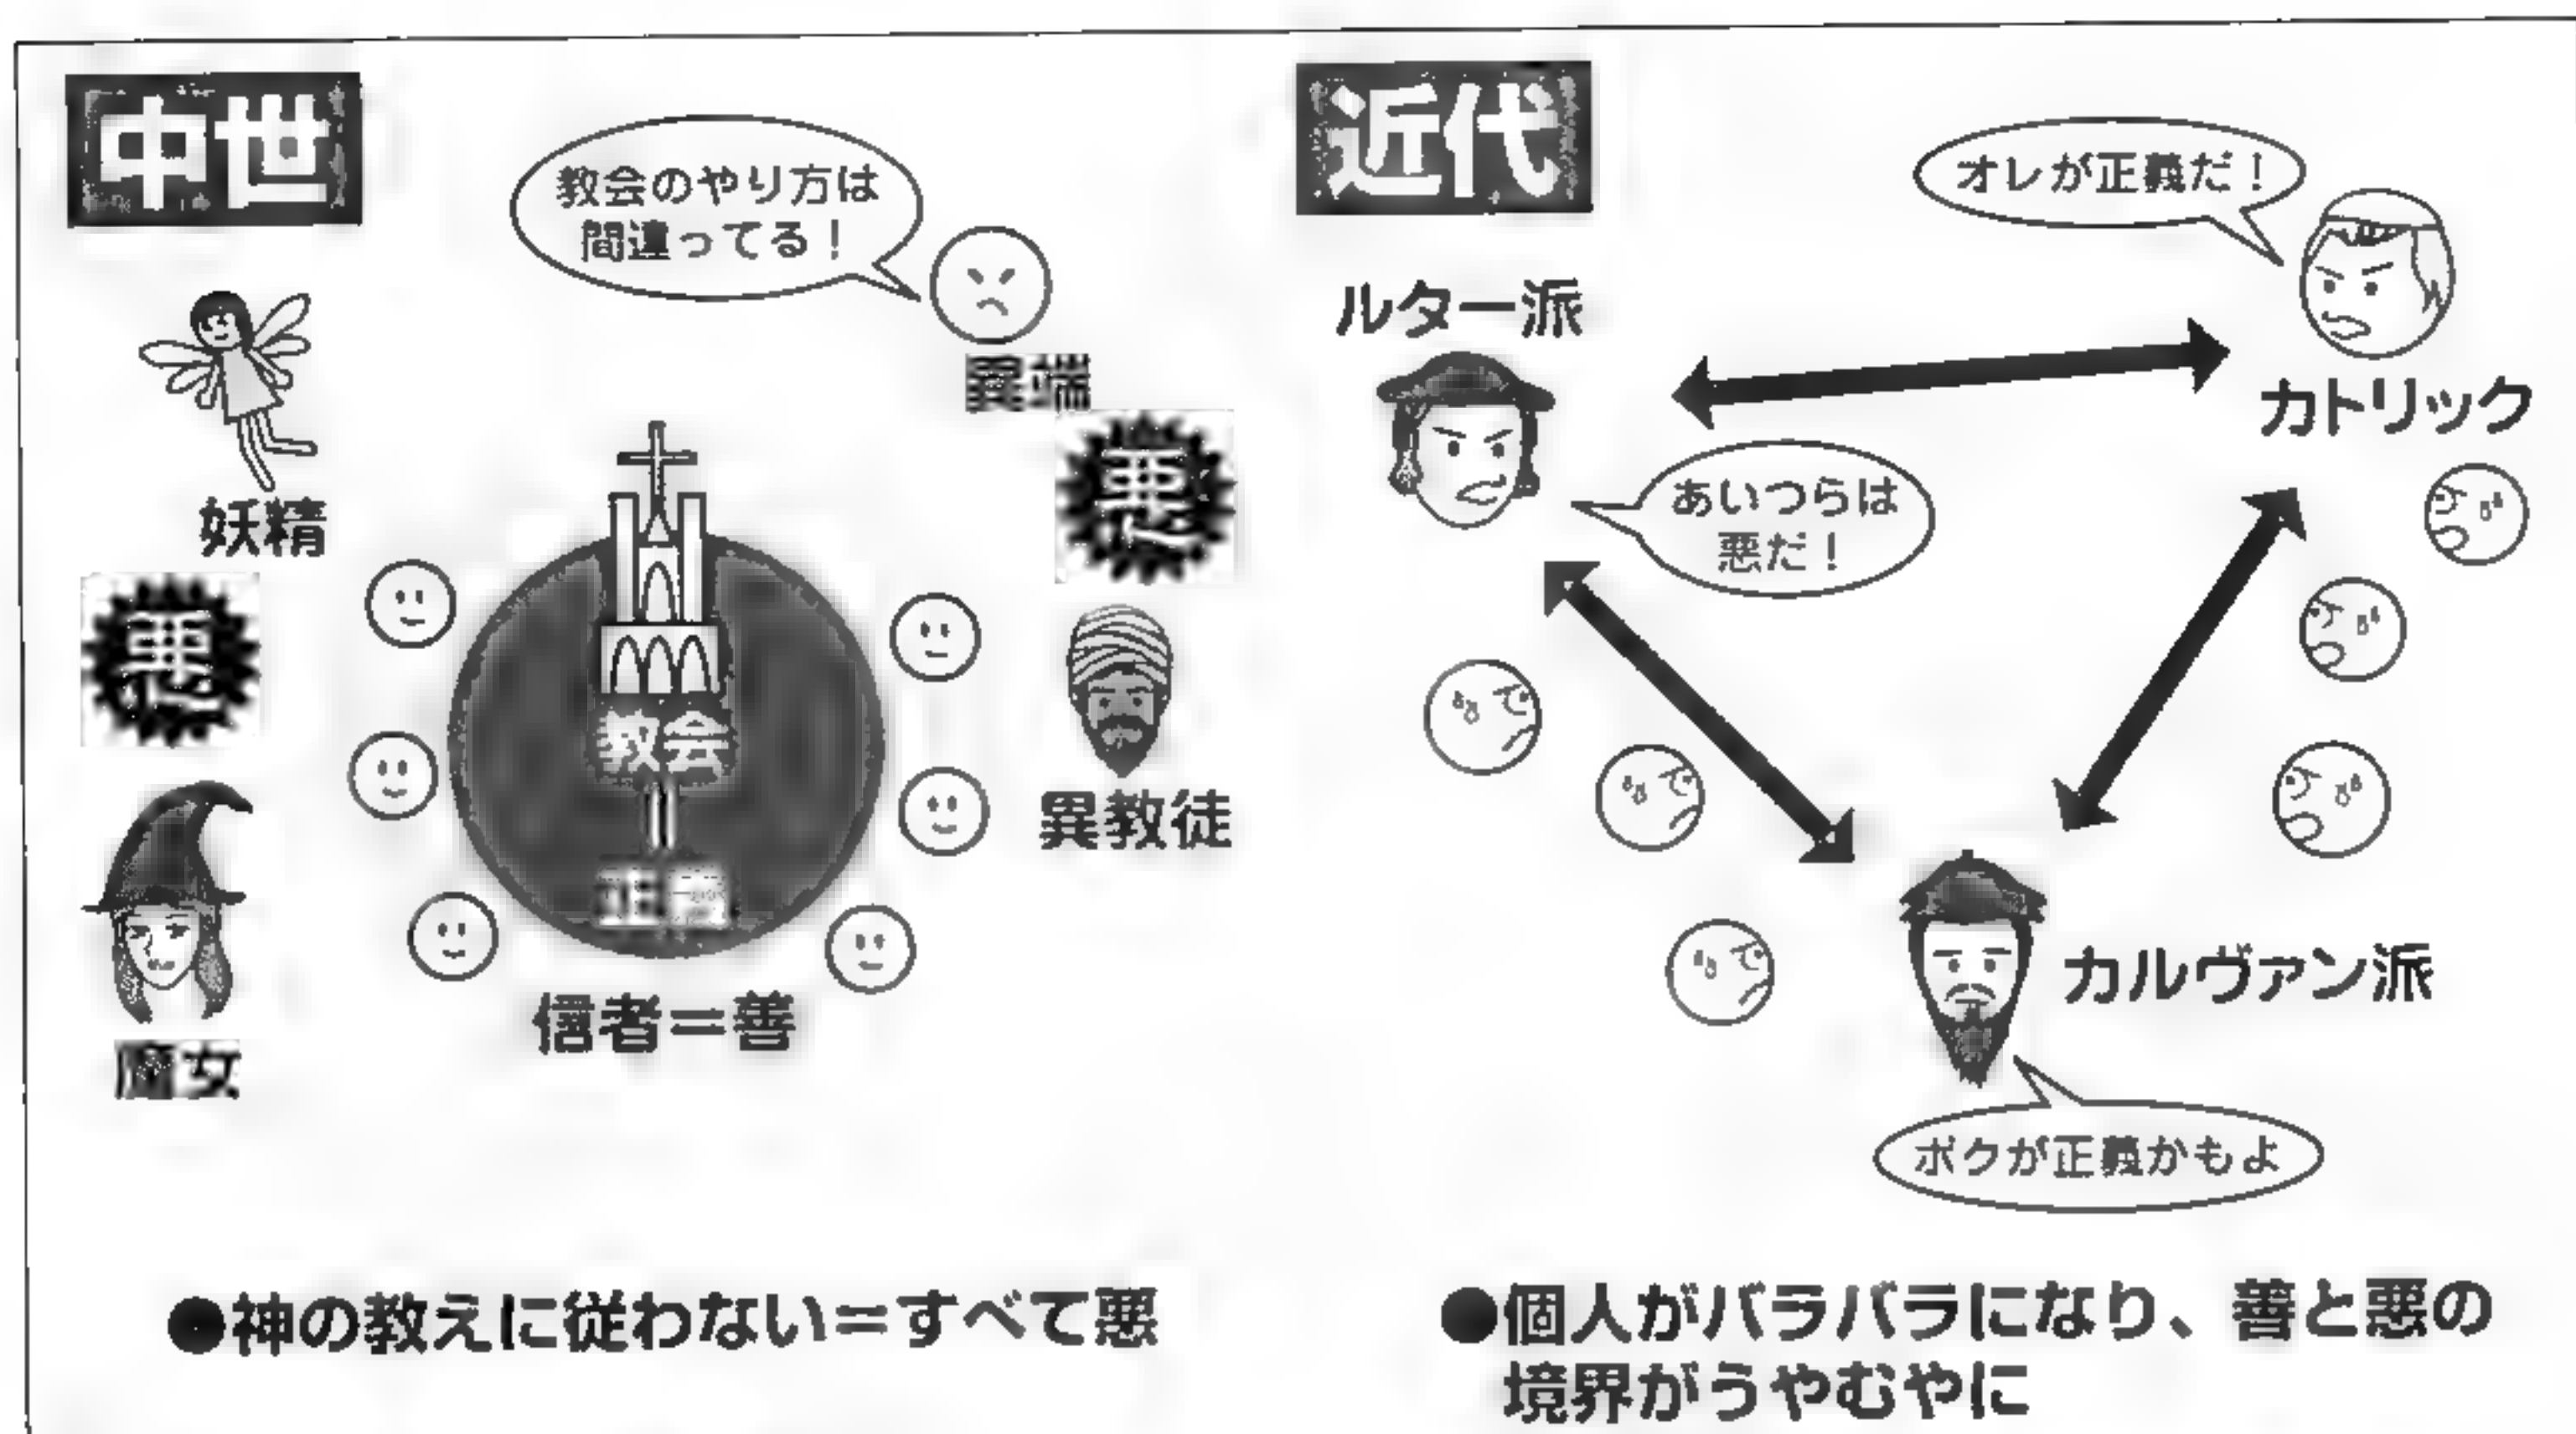 中世
教会のやり方は
間違ってる！
異端
妖精
悪
悪
教会
異教徒
魔女
信者＝善
●神の教えに従わない＝すべて悪
近代
オレが正義だ！
ルター派
カトリック
あいつらは
悪だ！
カルヴァン派
ボクが正義かもよ
●個人がバラバラになり、善と悪の
境界がうやむやに